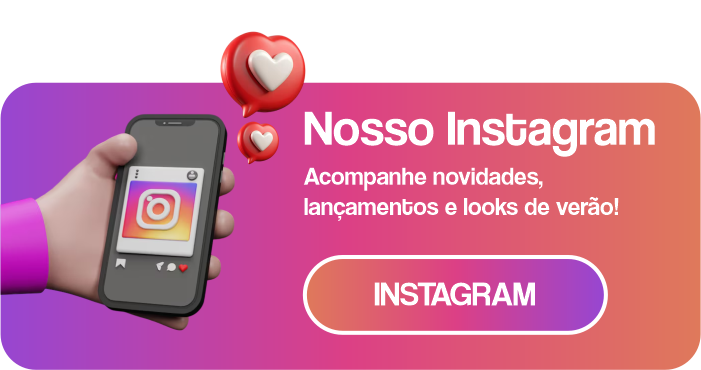 Nosso Instagram
Acompanhe novidades,
lançamentos e looks de verão!
INSTAGRAM